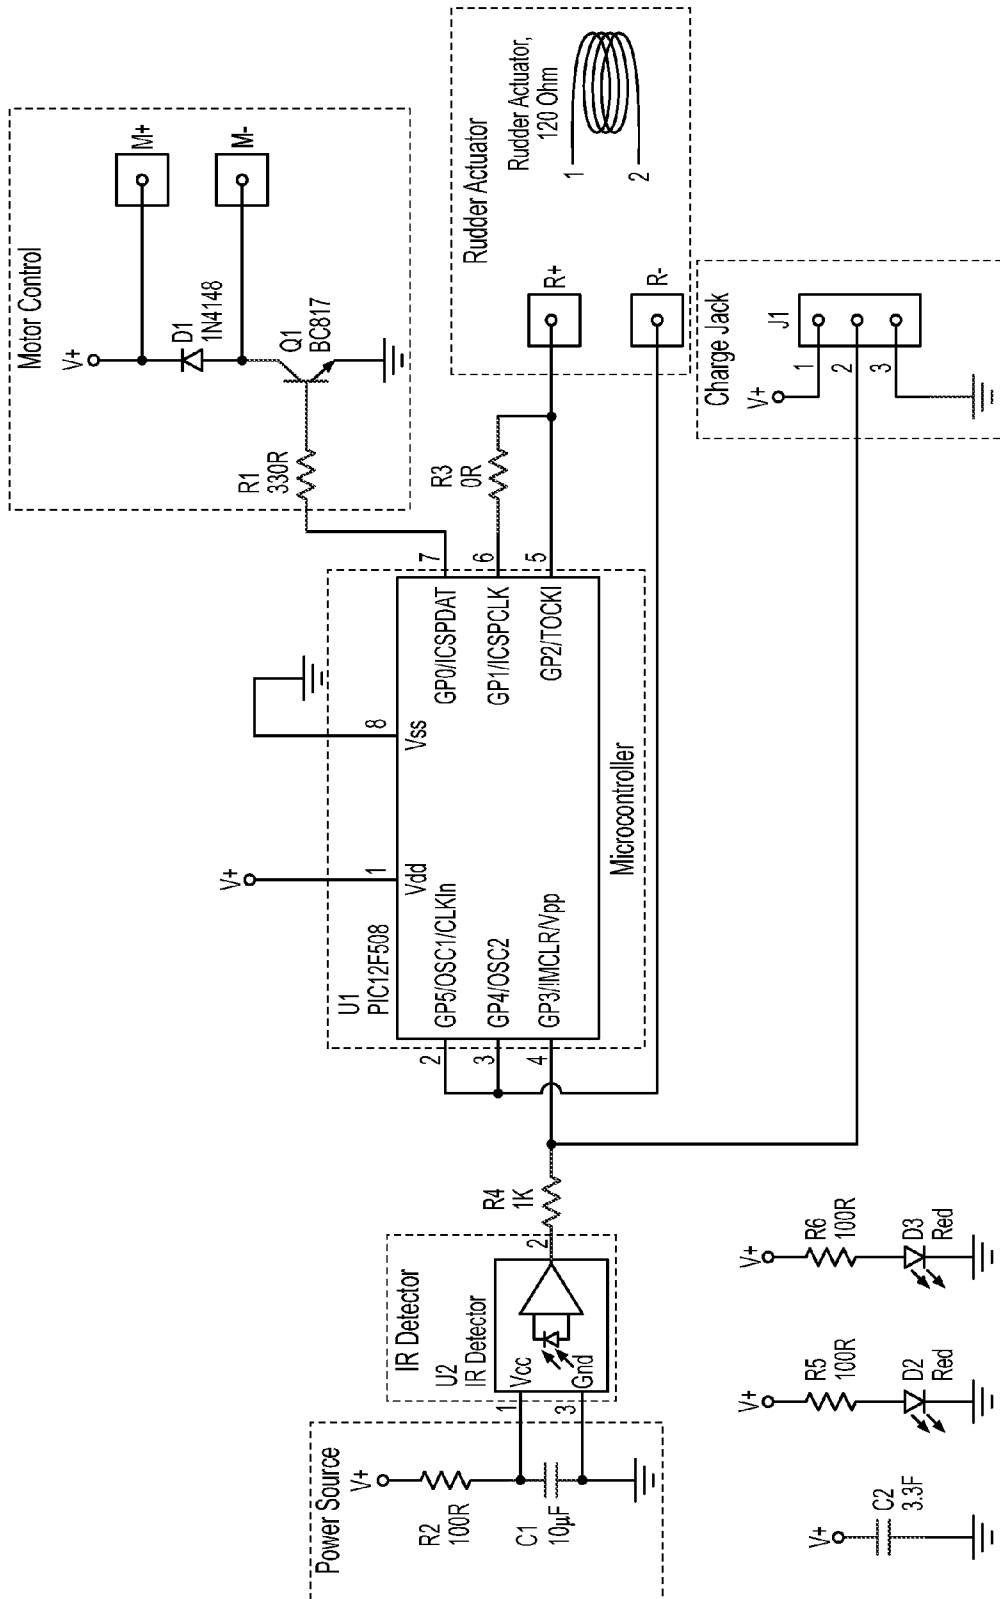 Power Source
V+
R2
100R
C1
10µF
IR Detector
U2
IR Detector
Vcc
Gnd
1
3
2
R4
1K
V+
U1
PIC12F508
1
Vdd
8
Vss
GP5/OSC1/CLKIn
GP4/OSC2
GP3/!MCLR/Vpp
2
3
4
GP0/ICSPDAT
GP1/ICSPCLK
GP2/TOCKI
7
6
5
Microcontroller
Motor Control
V+
M+
M-
D1
1N4148
Q1
BC817
R1
330R
R3
0R
Rudder Actuator
Rudder Actuator,
120 Ohm
1
2
R+
R-
Charge Jack
V+
J1
1
2
3
V+
C2
3.3F
V+
R5
100R
D2
Red
V+
R6
100R
D3
Red